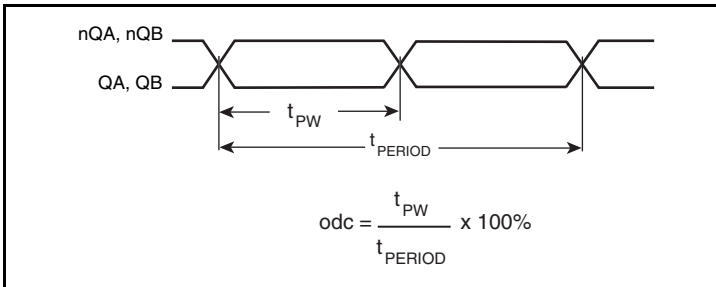 nQA, nQB
QA, QB
tPW
tPERIOD
odc = tPW / tPERIOD x 100%